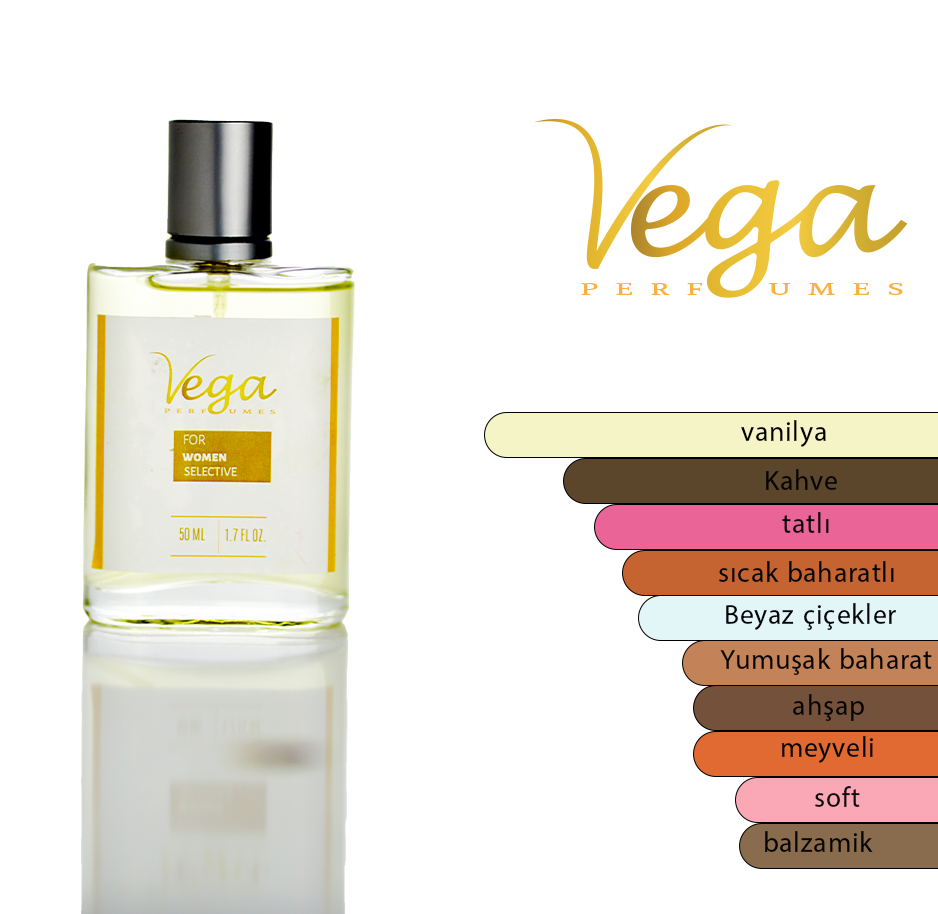 Vega
PERFUMES
Vega
PERFUMES
FOR
WOMEN
SELECTIVE
50 ML
1.7 FL OZ.
vanilya
Kahve
tatlı
sıcak baharatlı
Beyaz çiçekler
Yumuşak baharat
ahşap
meyveli
soft
balzamik